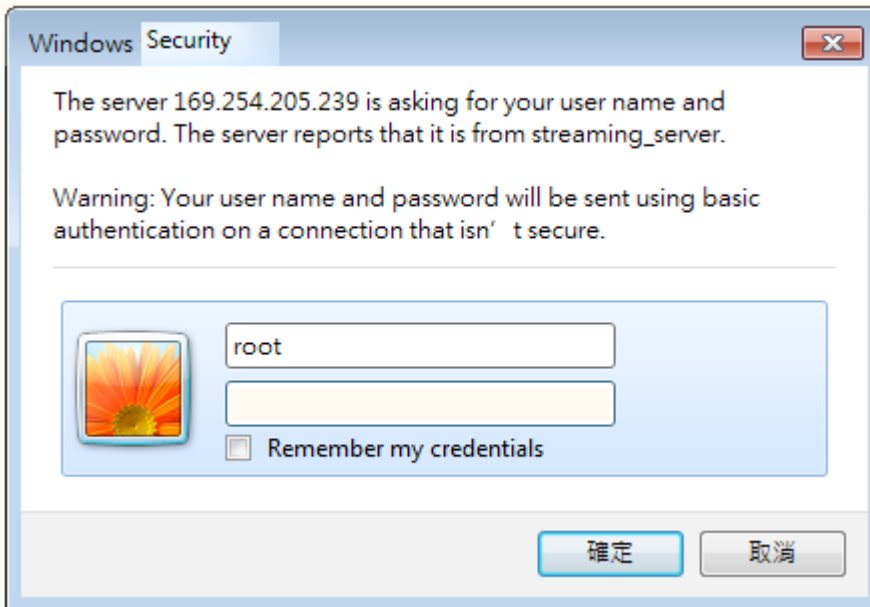 Windows Security
The server 169.254.205.239 is asking for your user name and
password. The server reports that it is from streaming_server.
Warning: Your user name and password will be sent using basic
authentication on a connection that isn’t secure.
root
Remember my credentials
確定 取消